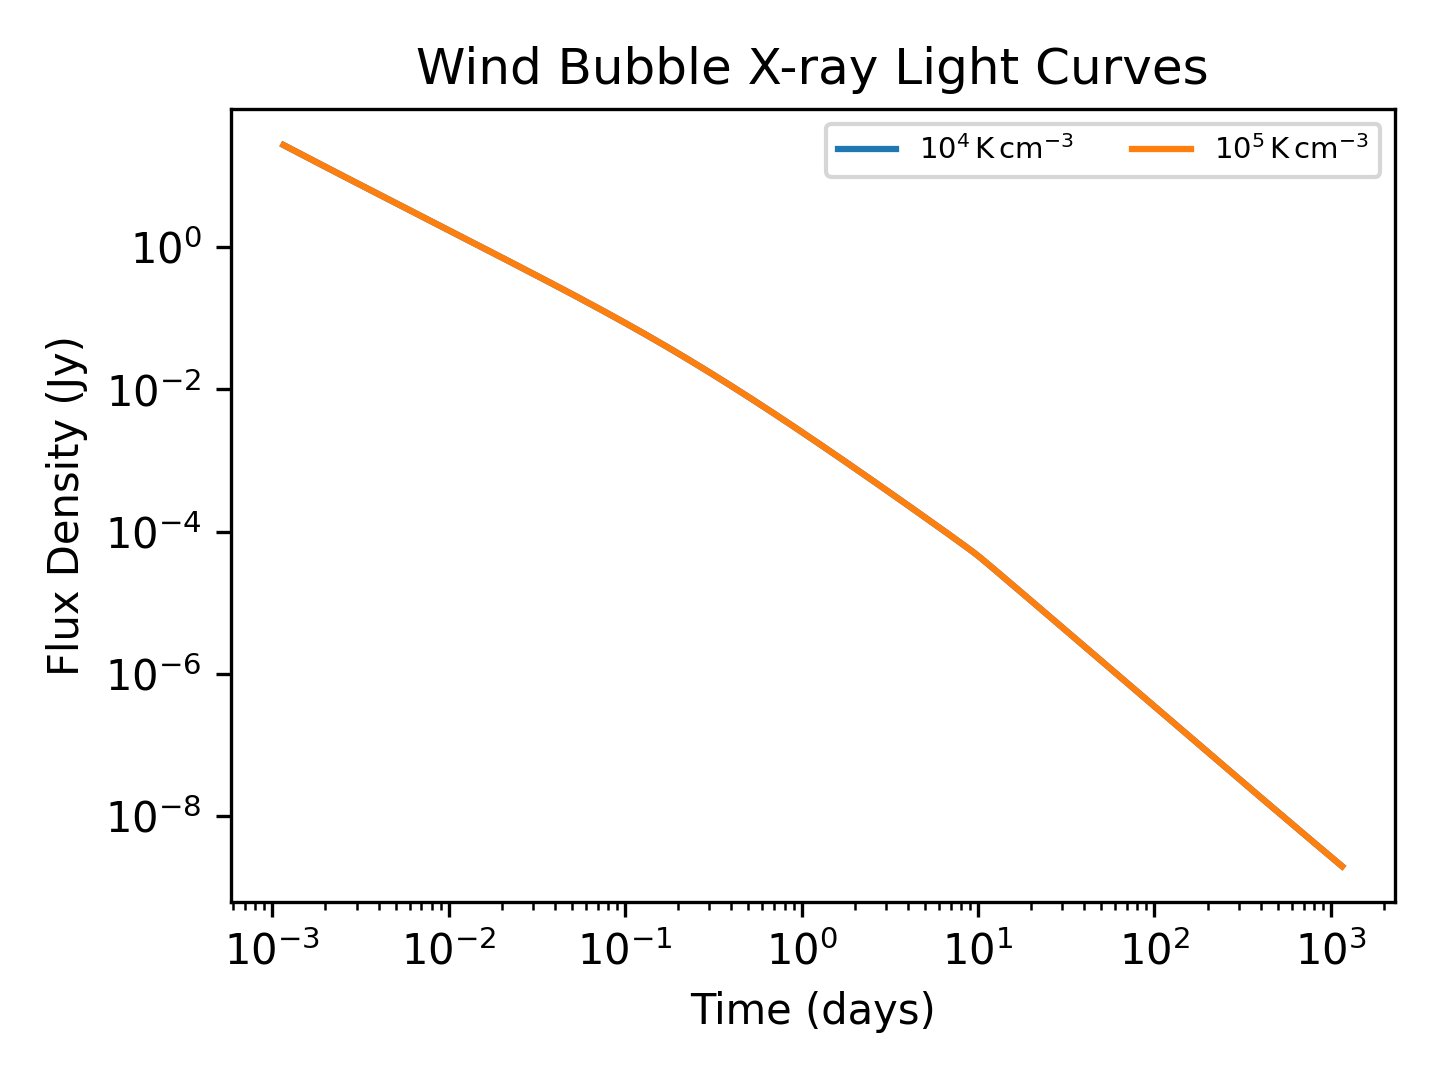 Wind Bubble X-ray Light Curves
10⁴ K cm⁻³ 10⁵ K cm⁻³
Flux Density (Jy)
10⁰
10⁻²
10⁻⁴
10⁻⁶
10⁻⁸
10⁻³ 10⁻² 10⁻¹ 10⁰ 10¹ 10² 10³
Time (days)